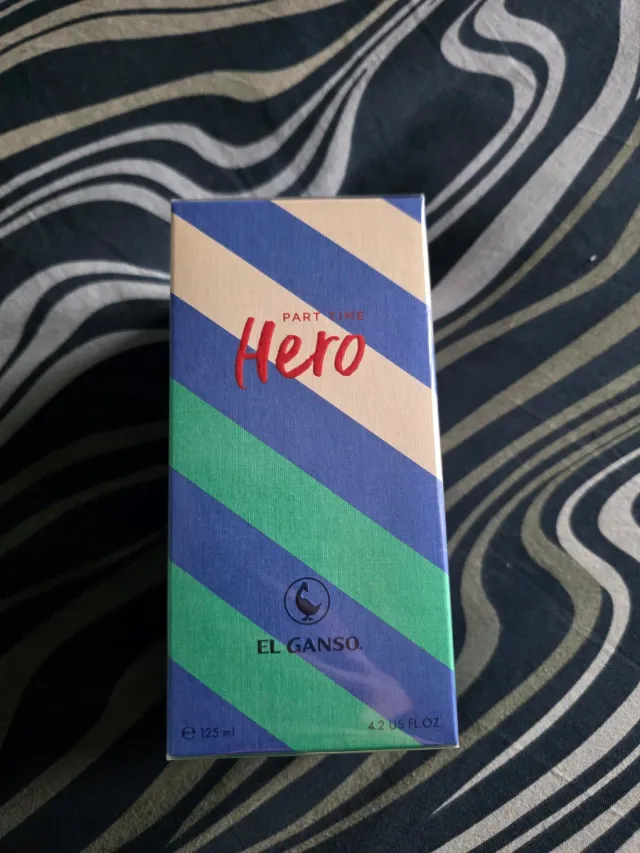 PART TIME
Hero
EL GANSO.
℮ 125 ml
4.2 US FL.OZ.